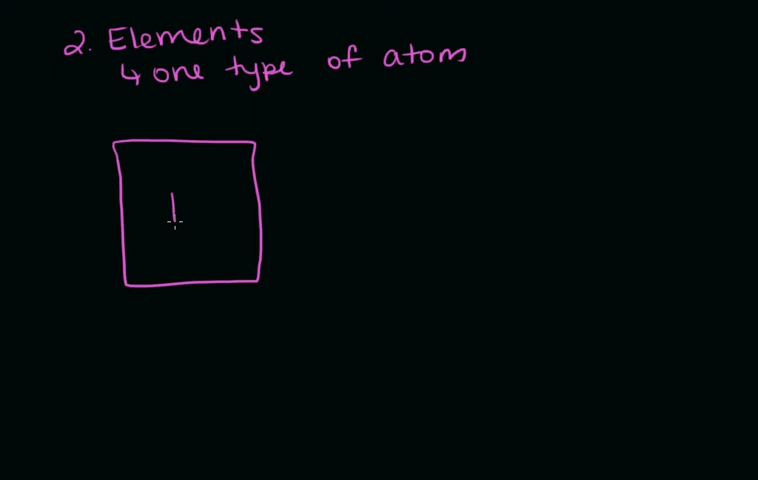 2. Elements
↳ one type of atom